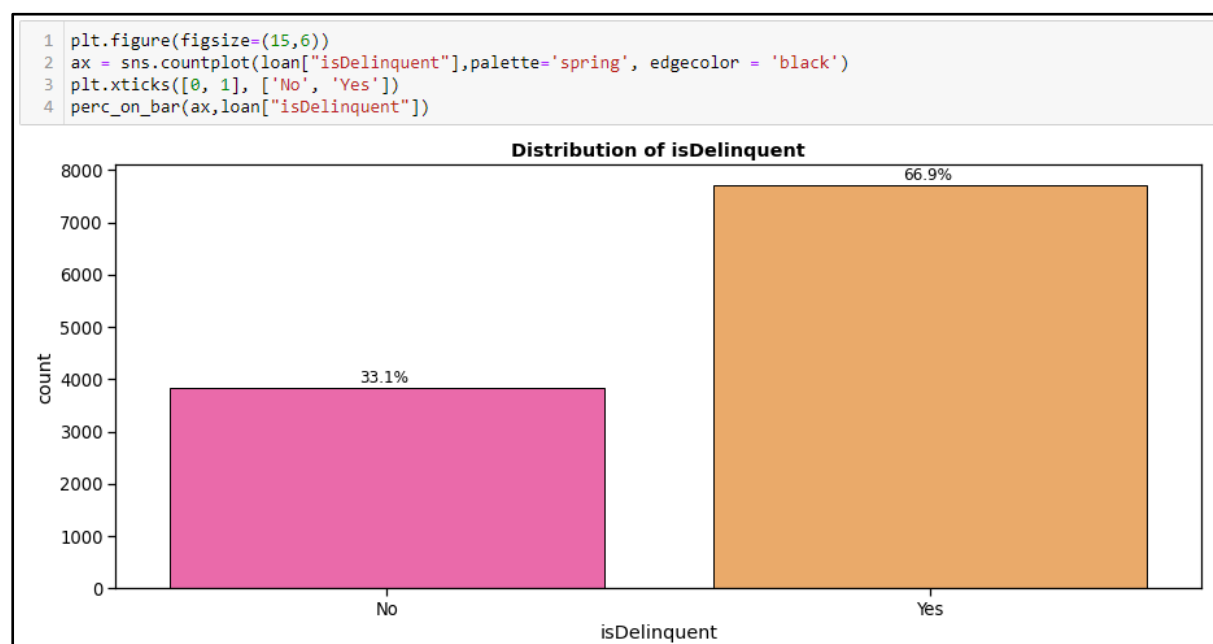 1 plt.figure(figsize=(15,6))
2 ax = sns.countplot(loan["isDelinquent"],palette='spring', edgecolor = 'black')
3 plt.xticks([0, 1], ['No', 'Yes'])
4 perc_on_bar(ax,loan["isDelinquent"])
Distribution of isDelinquent
8000
7000
6000
5000
4000
3000
2000
1000
0
count
33.1%
66.9%
No Yes
isDelinquent